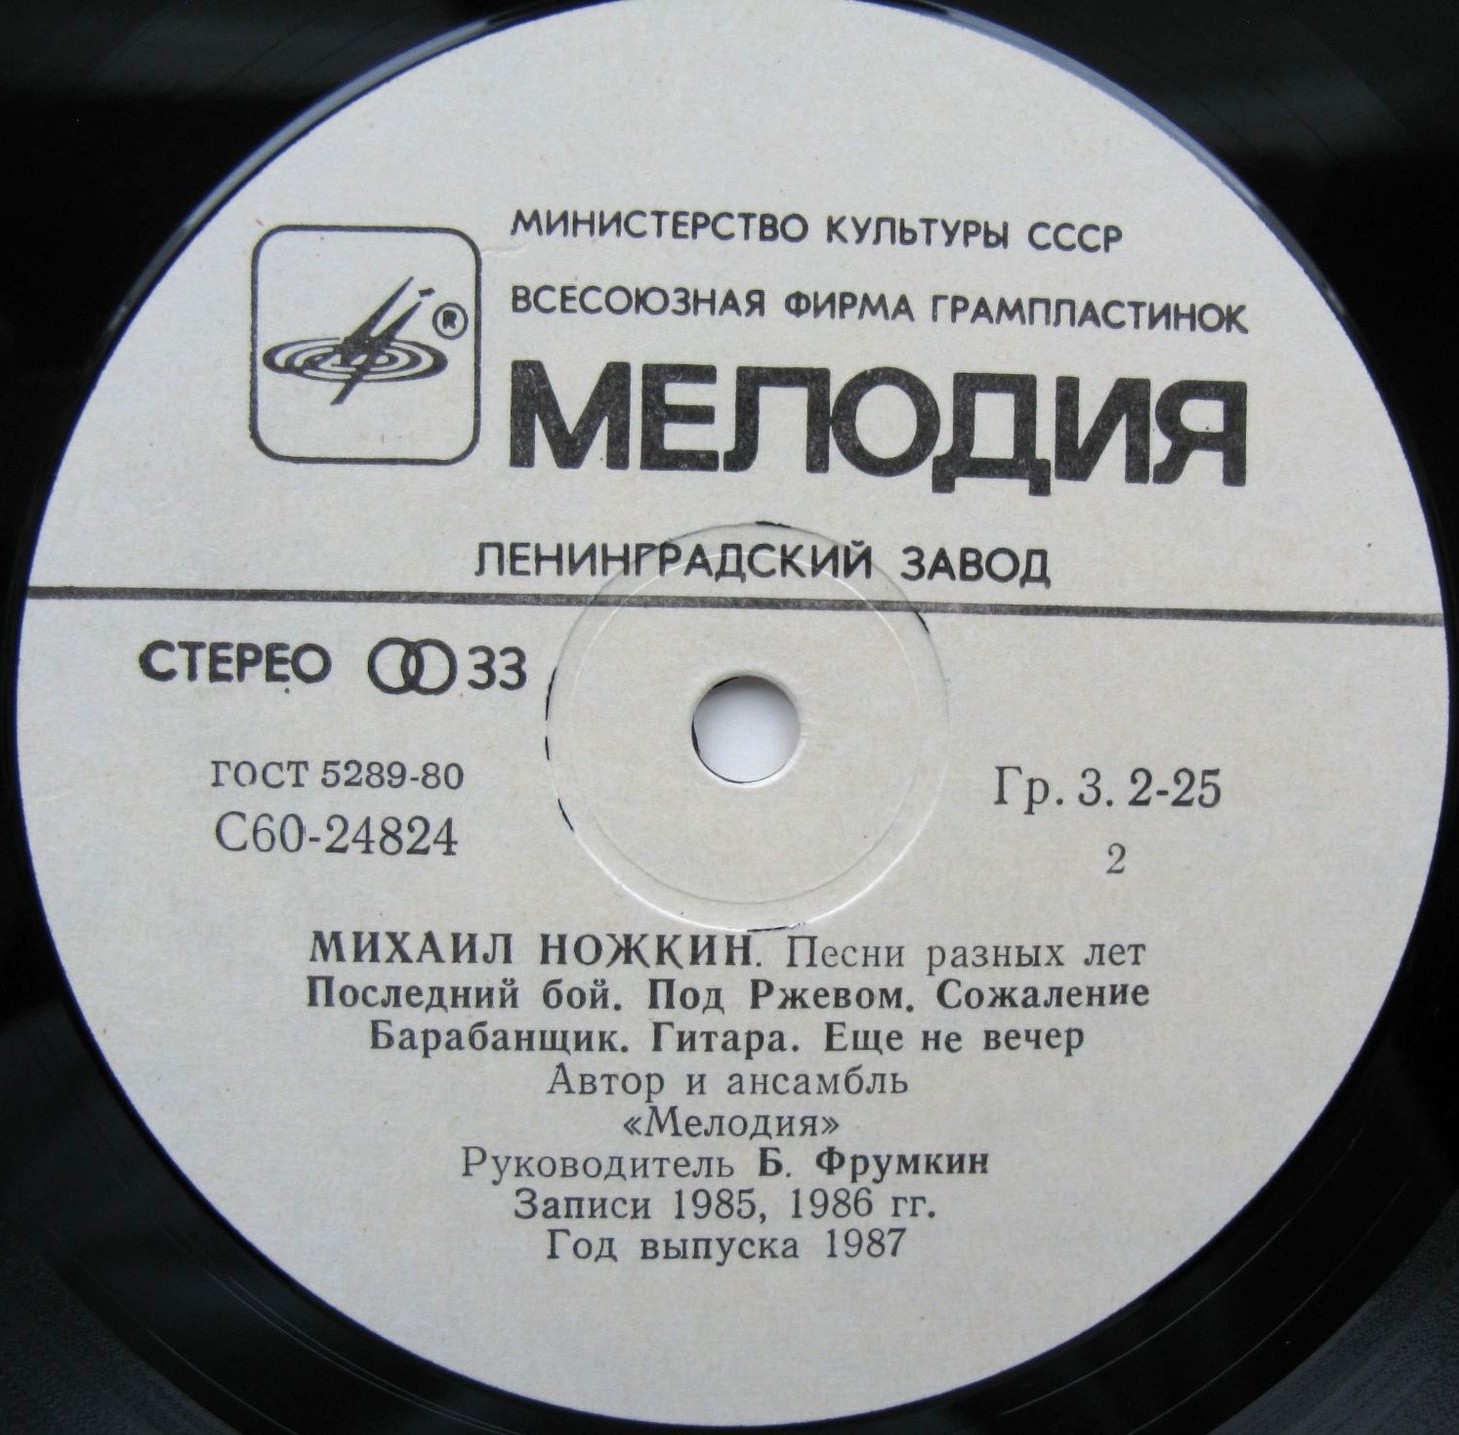 МИНИСТЕРСТВО КУЛЬТУРЫ СССР
ВСЕСОЮЗНАЯ ФИРМА ГРАМПЛАСТИНОК
®
МЕЛОДИЯ
ЛЕНИНГРАДСКИЙ ЗАВОД
СТЕРЕО 33
ГОСТ 5289-80
Гр. 3. 2-25
С60-24824
2
МИХАИЛ НОЖКИН. Песни разных лет
Последний бой. Под Ржевом. Сожаление
Барабанщик. Гитара. Еще не вечер
Автор и ансамбль
«Мелодия»
Руководитель Б. Фрумкин
Записи 1985, 1986 гг.
Год выпуска 1987